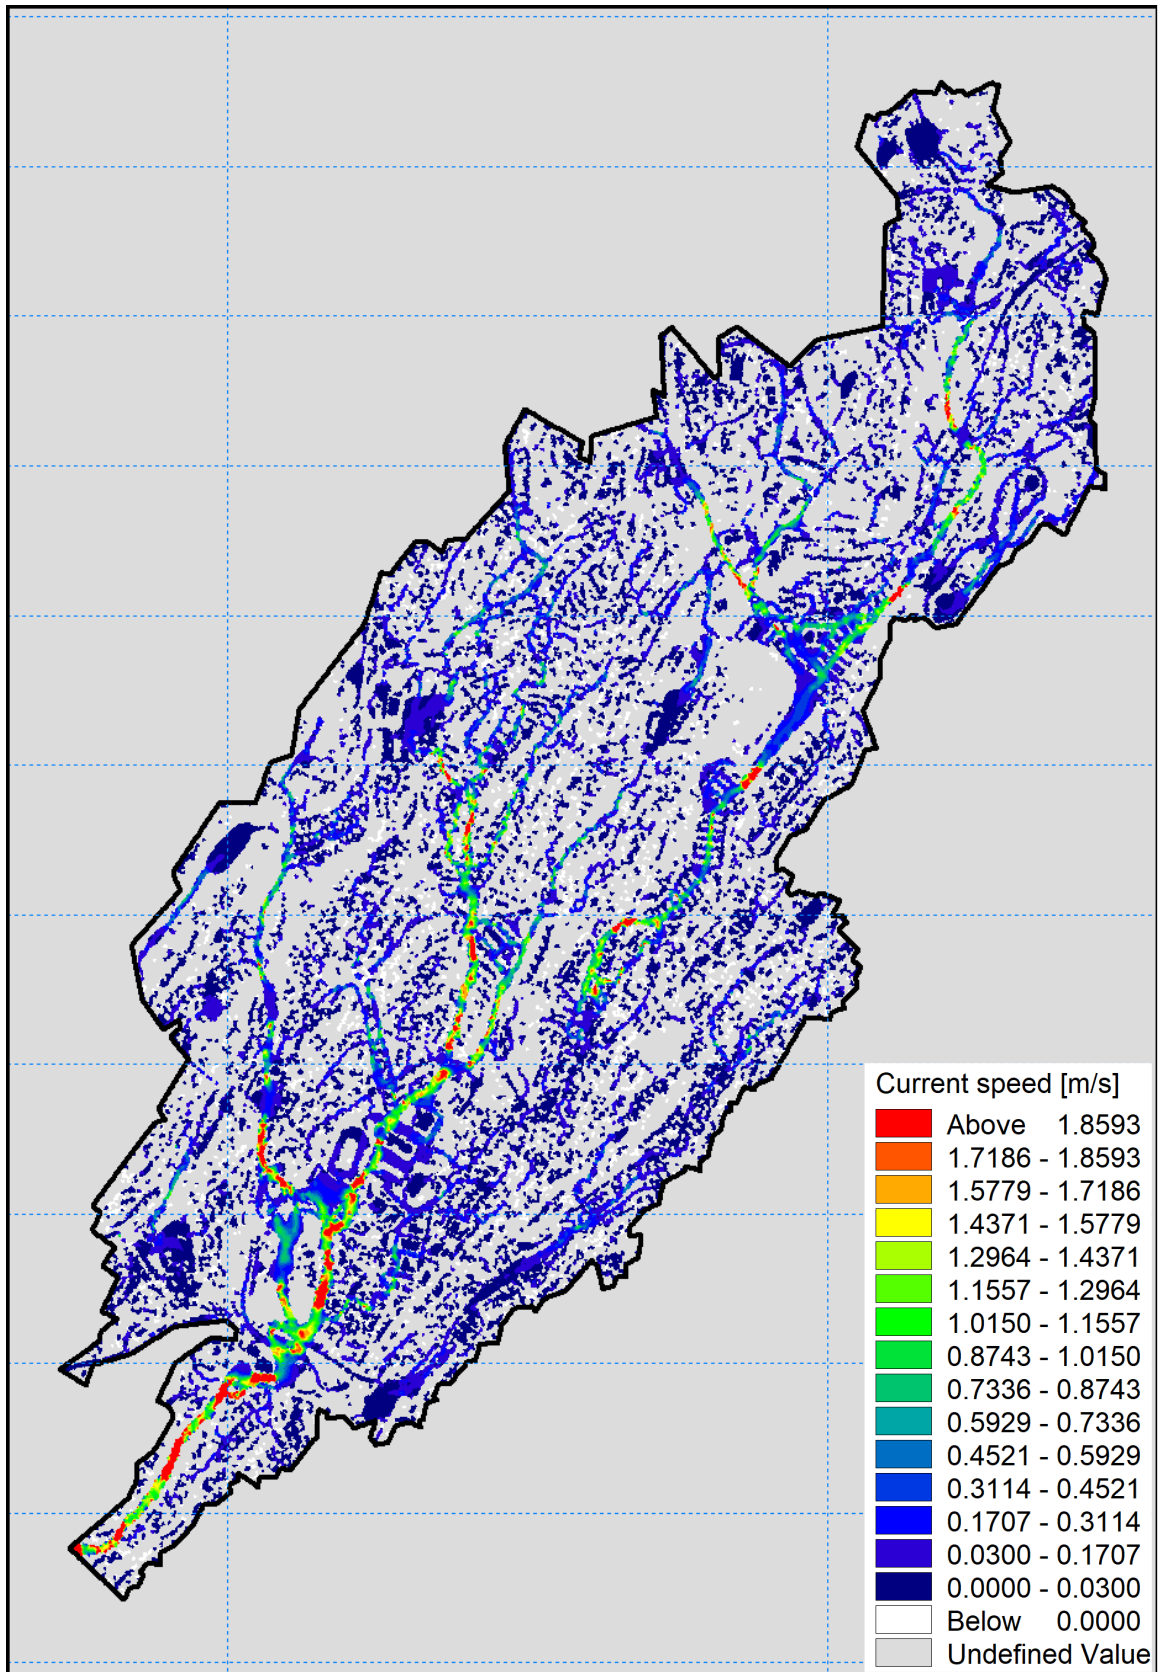 Current speed [m/s]
Above 1.8593
1.7186 - 1.8593
1.5779 - 1.7186
1.4371 - 1.5779
1.2964 - 1.4371
1.1557 - 1.2964
1.0150 - 1.1557
0.8743 - 1.0150
0.7336 - 0.8743
0.5929 - 0.7336
0.4521 - 0.5929
0.3114 - 0.4521
0.1707 - 0.3114
0.0300 - 0.1707
0.0000 - 0.0300
Below 0.0000
Undefined Value